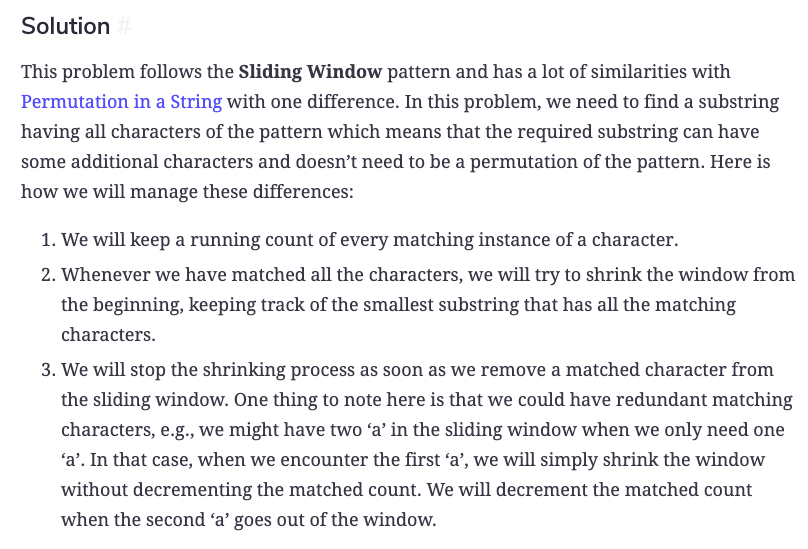 Solution #
This problem follows the Sliding Window pattern and has a lot of similarities with
Permutation in a String with one difference. In this problem, we need to find a substring
having all characters of the pattern which means that the required substring can have
some additional characters and doesn’t need to be a permutation of the pattern. Here is
how we will manage these differences:
1. We will keep a running count of every matching instance of a character.
2. Whenever we have matched all the characters, we will try to shrink the window from
the beginning, keeping track of the smallest substring that has all the matching
characters.
3. We will stop the shrinking process as soon as we remove a matched character from
the sliding window. One thing to note here is that we could have redundant matching
characters, e.g., we might have two ‘a’ in the sliding window when we only need one
‘a’. In that case, when we encounter the first ‘a’, we will simply shrink the window
without decrementing the matched count. We will decrement the matched count
when the second ‘a’ goes out of the window.